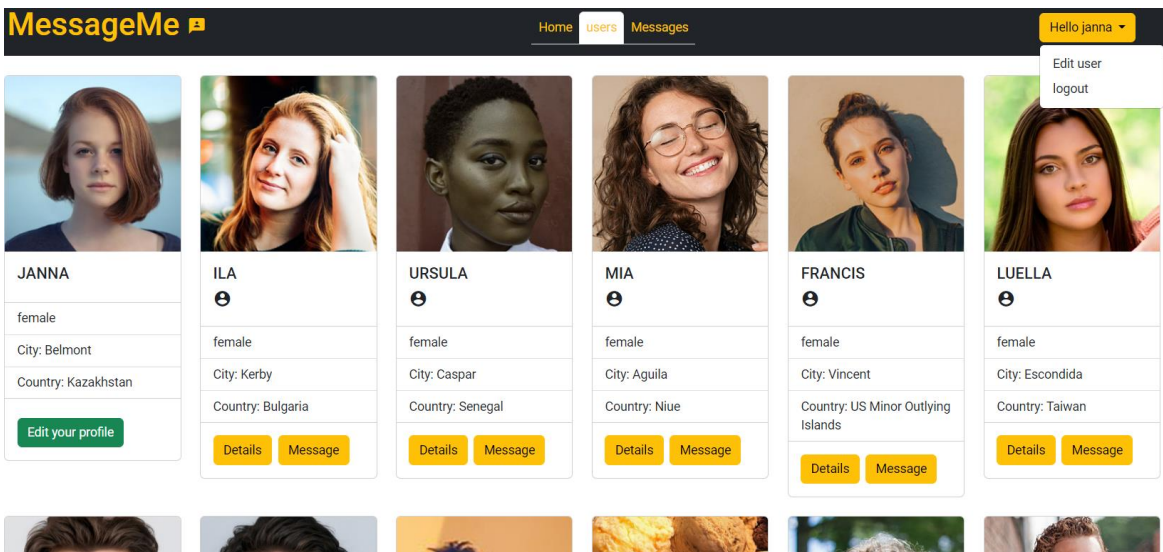 MessageMe
Home users Messages
Hello janna
Edit user
logout
JANNA
female
City: Belmont
Country: Kazakhstan
Edit your profile
ILA
female
City: Kerby
Country: Bulgaria
Details Message
URSULA
female
City: Caspar
Country: Senegal
Details Message
MIA
female
City: Aguila
Country: Niue
Details Message
FRANCIS
female
City: Vincent
Country: US Minor Outlying
Islands
Details Message
LUELLA
female
City: Escondida
Country: Taiwan
Details Message